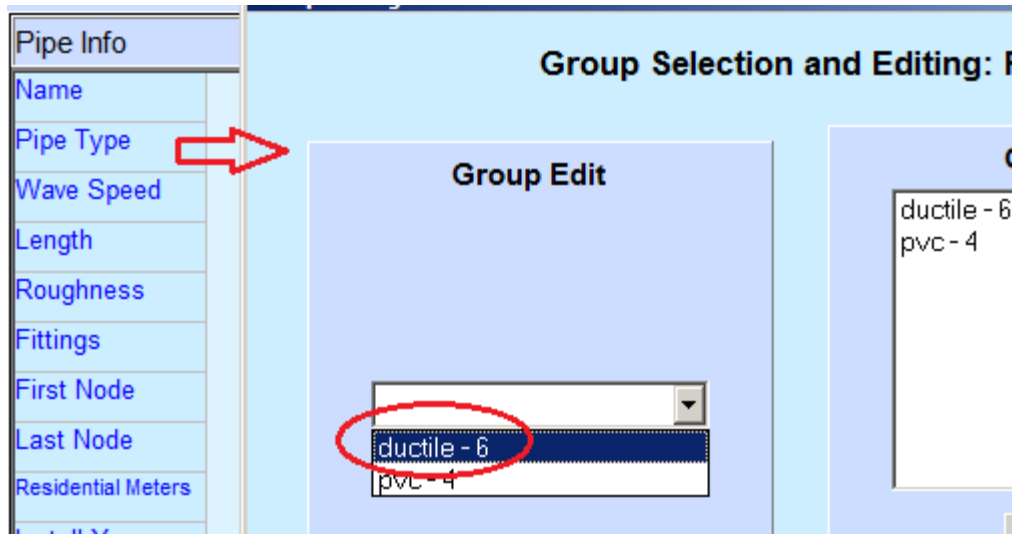 Pipe Info
Name
Pipe Type
Wave Speed
Length
Roughness
Fittings
First Node
Last Node
Residential Meters
Group Selection and Editing:
Group Edit
ductile - 6
pvc - 4
ductile - 6
pvc - 4